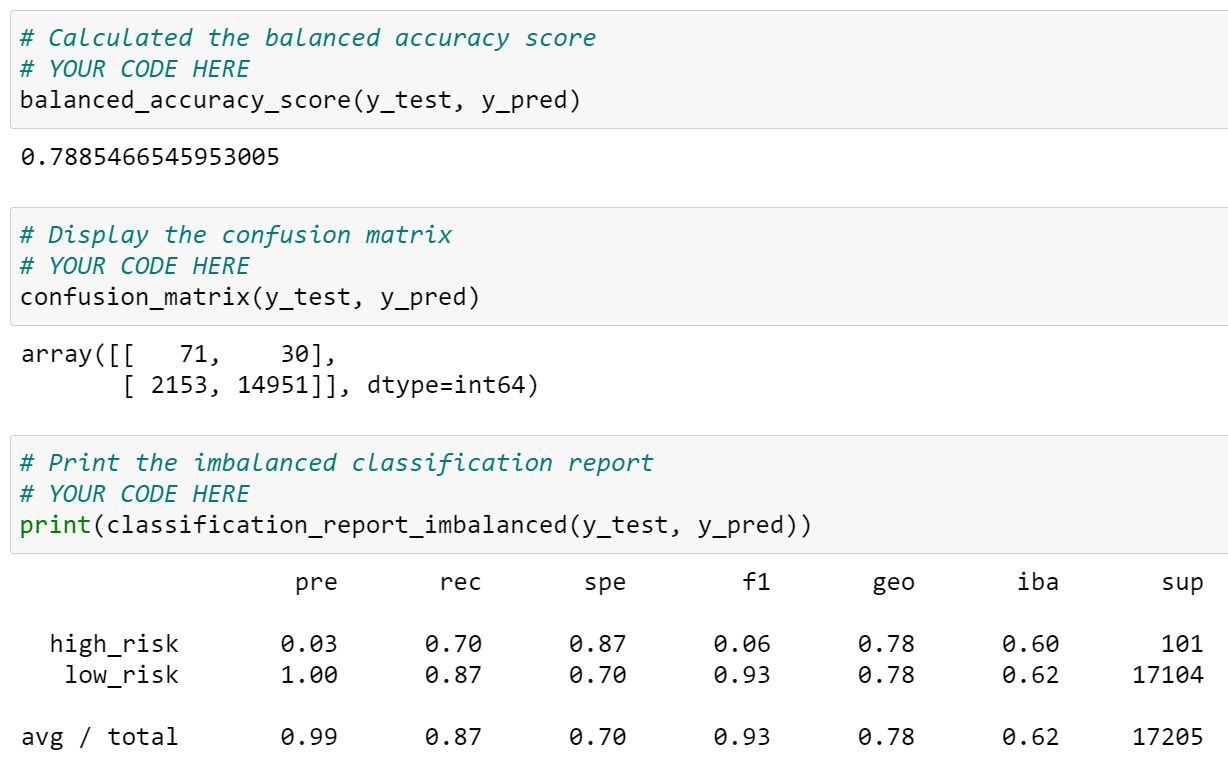 # Calculated the balanced accuracy score
# YOUR CODE HERE
balanced_accuracy_score(y_test, y_pred)
0.7885466545953005
# Display the confusion matrix
# YOUR CODE HERE
confusion_matrix(y_test, y_pred)
array([[   71,    30],
       [ 2153, 14951]], dtype=int64)
# Print the imbalanced classification report
# YOUR CODE HERE
print(classification_report_imbalanced(y_test, y_pred))
                   pre       rec       spe        f1       geo       iba       sup
  high_risk       0.03      0.70      0.87      0.06      0.78      0.60       101
   low_risk       1.00      0.87      0.70      0.93      0.78      0.62     17104
avg / total       0.99      0.87      0.70      0.93      0.78      0.62     17205